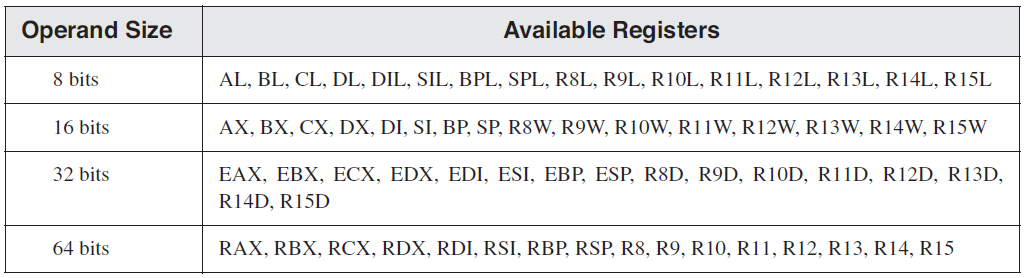 Operand Size Available Registers
8 bits AL, BL, CL, DL, DIL, SIL, BPL, SPL, R8L, R9L, R10L, R11L, R12L, R13L, R14L, R15L
16 bits AX, BX, CX, DX, DI, SI, BP, SP, R8W, R9W, R10W, R11W, R12W, R13W, R14W, R15W
32 bits EAX, EBX, ECX, EDX, EDI, ESI, EBP, ESP, R8D, R9D, R10D, R11D, R12D, R13D,
R14D, R15D
64 bits RAX, RBX, RCX, RDX, RDI, RSI, RBP, RSP, R8, R9, R10, R11, R12, R13, R14, R15